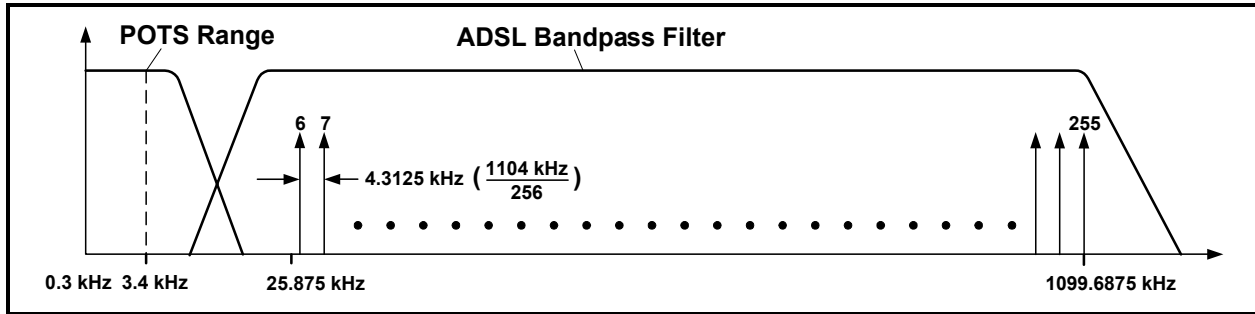 POTS Range
ADSL Bandpass Filter
6 7
255
4.3125 kHz ( 1104 kHz / 256 )
0.3 kHz 3.4 kHz
25.875 kHz
1099.6875 kHz